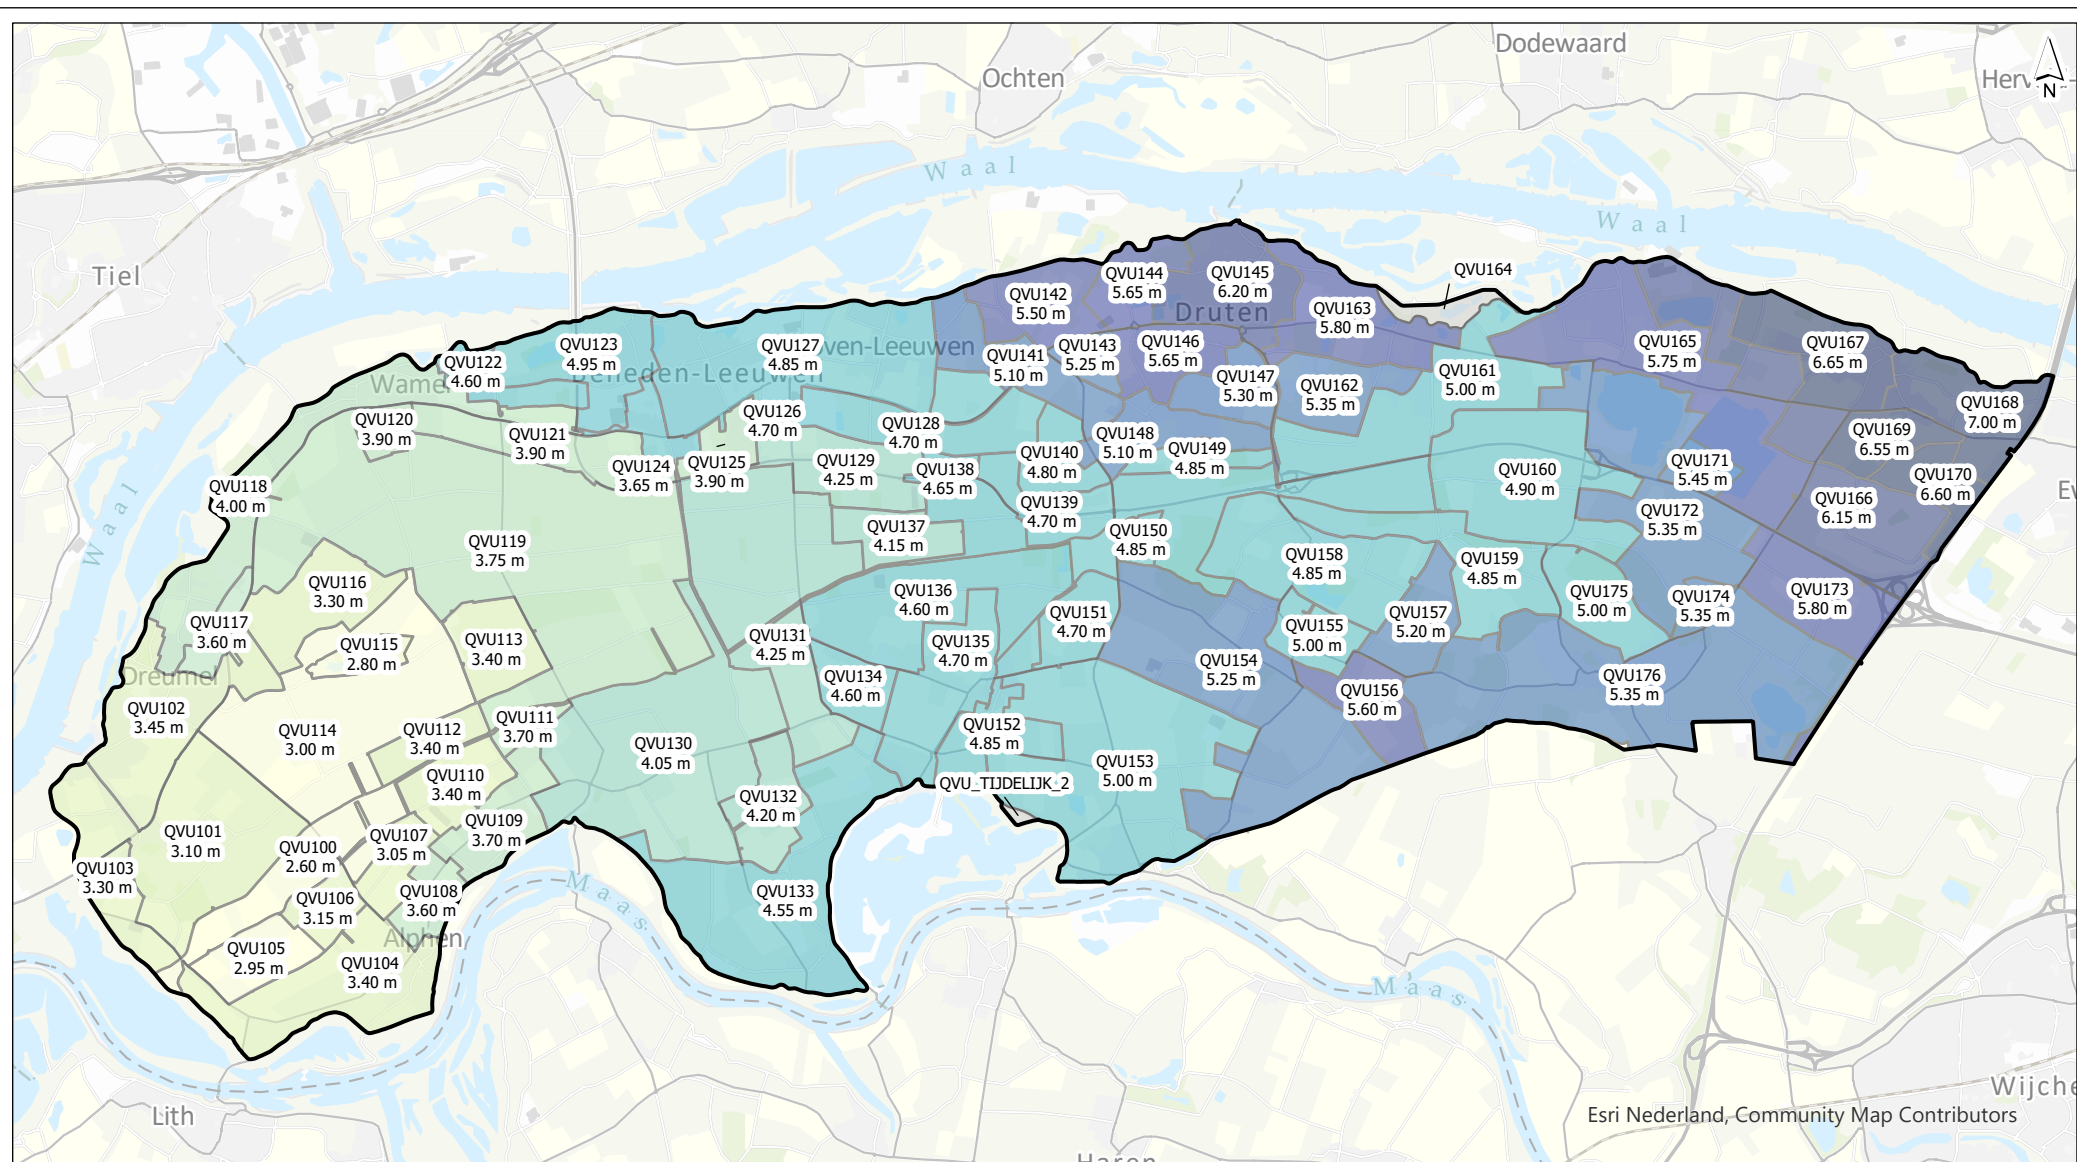 Dodewaard
Ochten
N
Waal
Waal
Tiel
QVU164
QVU144
5.65 m
QVU145
6.20 m
QVU142
5.50 m
Druten
QVU163
5.80 m
QVU122
4.60 m
QVU123
4.95 m
QVU127
4.85 m
oven-Leeuwen
Beneden-Leeuwen
QVU141
5.10 m
QVU143
5.25 m
QVU146
5.65 m
QVU147
5.30 m
QVU162
5.35 m
QVU161
5.00 m
QVU165
5.75 m
QVU167
6.65 m
Wamel
QVU168
7.00 m
QVU120
3.90 m
QVU121
3.90 m
QVU126
4.70 m
QVU128
4.70 m
QVU148
5.10 m
QVU149
4.85 m
QVU169
6.55 m
QVU124
3.65 m
QVU125
3.90 m
QVU129
4.25 m
QVU138
4.65 m
QVU140
4.80 m
QVU160
4.90 m
QVU171
5.45 m
QVU170
6.60 m
QVU118
4.00 m
QVU139
4.70 m
QVU172
5.35 m
QVU166
6.15 m
Waal
QVU119
3.75 m
QVU137
4.15 m
QVU150
4.85 m
QVU158
4.85 m
QVU159
4.85 m
QVU116
3.30 m
QVU136
4.60 m
QVU175
5.00 m
QVU174
5.35 m
QVU173
5.80 m
QVU117
3.60 m
QVU115
2.80 m
QVU113
3.40 m
QVU131
4.25 m
QVU135
4.70 m
QVU151
4.70 m
QVU155
5.00 m
QVU157
5.20 m
Dreumel
QVU134
4.60 m
QVU154
5.25 m
QVU156
5.60 m
QVU176
5.35 m
QVU102
3.45 m
QVU114
3.00 m
QVU112
3.40 m
QVU111
3.70 m
QVU130
4.05 m
QVU152
4.85 m
QVU153
5.00 m
QVU110
3.40 m
QVU_TIJDELIJK_2
QVU132
4.20 m
QVU101
3.10 m
QVU100
2.60 m
QVU107
3.05 m
QVU109
3.70 m
QVU103
3.30 m
QVU106
3.15 m
QVU108
3.60 m
Maas
QVU133
4.55 m
Alphen
QVU105
2.95 m
QVU104
3.40 m
Maas
Lith
Wijche
Esri Nederland, Community Map Contributors
Haren